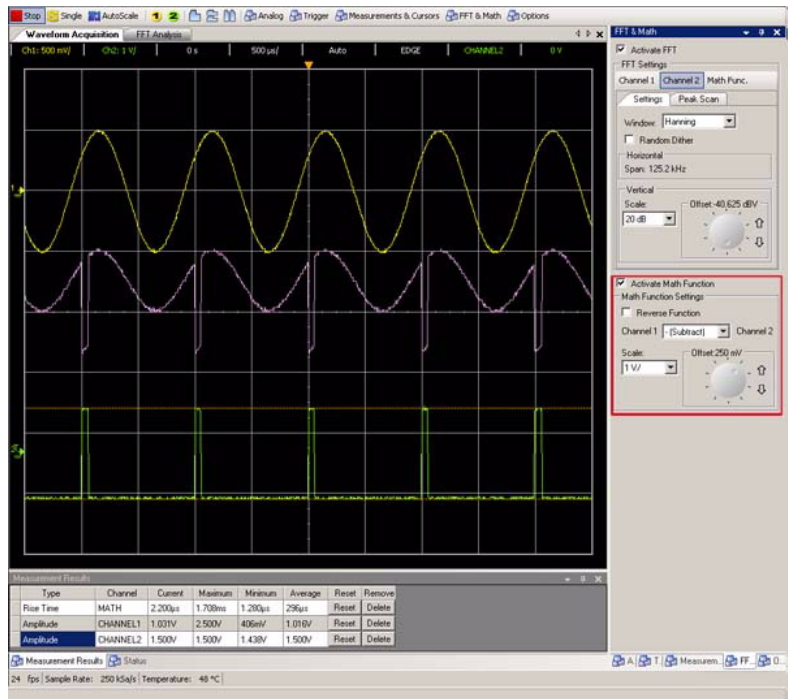 Stop Single AutoScale 1 2 Analog Trigger Measurements & Cursors FFT & Math Options
Waveform Acquisition FFT Analysis
Ch1: 500 mV/ Ch2: 1 V/ 0 s 500 µs/ Auto EDGE CHANNEL2 0 V
FFT & Math
Activate FFT
FFT Settings
Channel 1 Channel 2 Math Func.
Settings Peak Scan
Window: Hanning
Random Dither
Horizontal
Span: 125.2 kHz
Vertical
Scale: Offset:-40.625 dBV
20 dB
Activate Math Function
Math Function Settings
Reverse Function
Channel 1 - (Subtract) Channel 2
Scale: Offset:250 mV
1 V/
Measurement Results
Type Channel Current Maximum Minimum Average Reset Remove
Rise Time MATH 2.200µs 1.708ms 1.280µs 296µs Reset Delete
Amplitude CHANNEL1 1.031V 2.500V 406mV 1.016V Reset Delete
Amplitude CHANNEL2 1.500V 1.500V 1.438V 1.500V Reset Delete
Measurement Results Status
A T Measurem... FF... O...
24 fps Sample Rate: 250 kSa/s Temperature: 48 °C